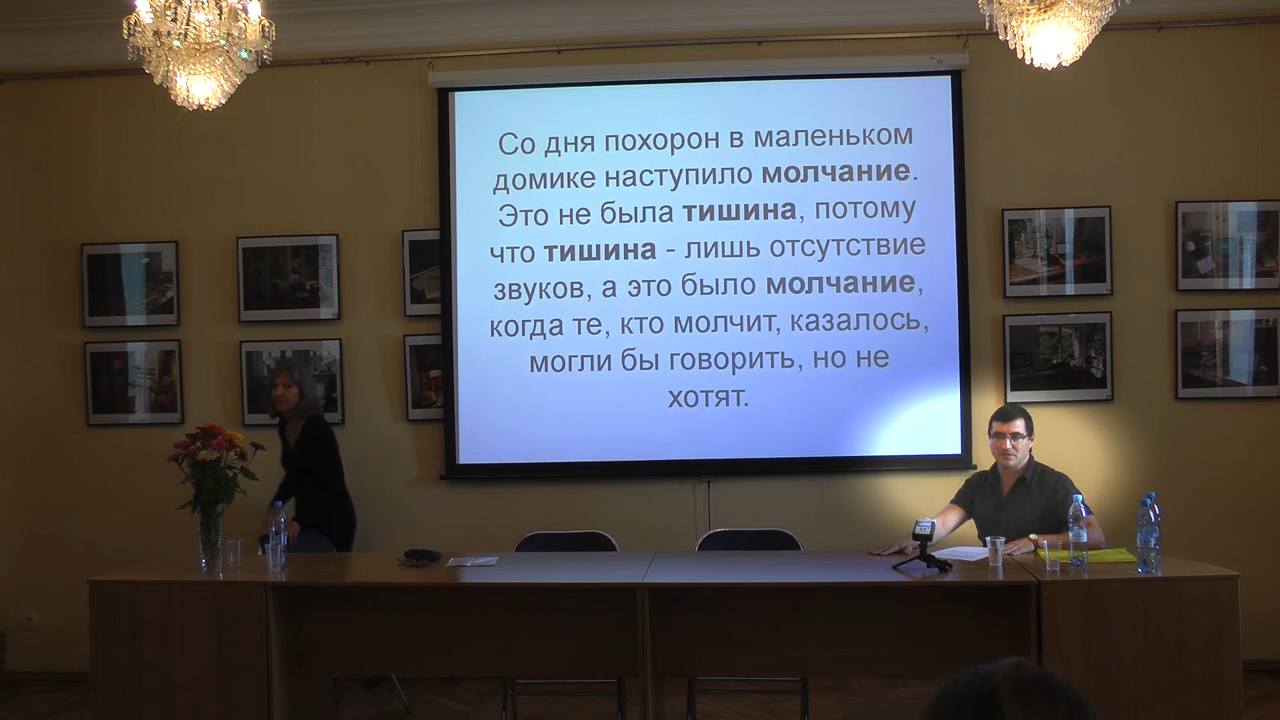 Со дня похорон в маленьком
домике наступило молчание.
Это не была тишина, потому
что тишина - лишь отсутствие
звуков, а это было молчание,
когда те, кто молчит, казалось,
могли бы говорить, но не
хотят.